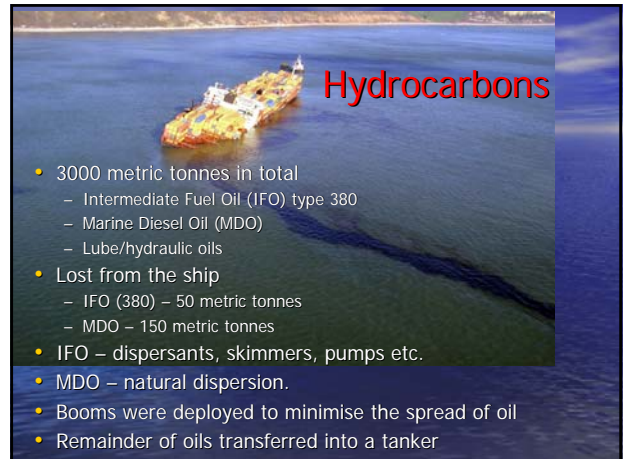 Hydrocarbons
• 3000 metric tonnes in total
– Intermediate Fuel Oil (IFO) type 380
– Marine Diesel Oil (MDO)
– Lube/hydraulic oils
• Lost from the ship
– IFO (380) – 50 metric tonnes
– MDO – 150 metric tonnes
• IFO – dispersants, skimmers, pumps etc.
• MDO – natural dispersion.
• Booms were deployed to minimise the spread of oil
• Remainder of oils transferred into a tanker